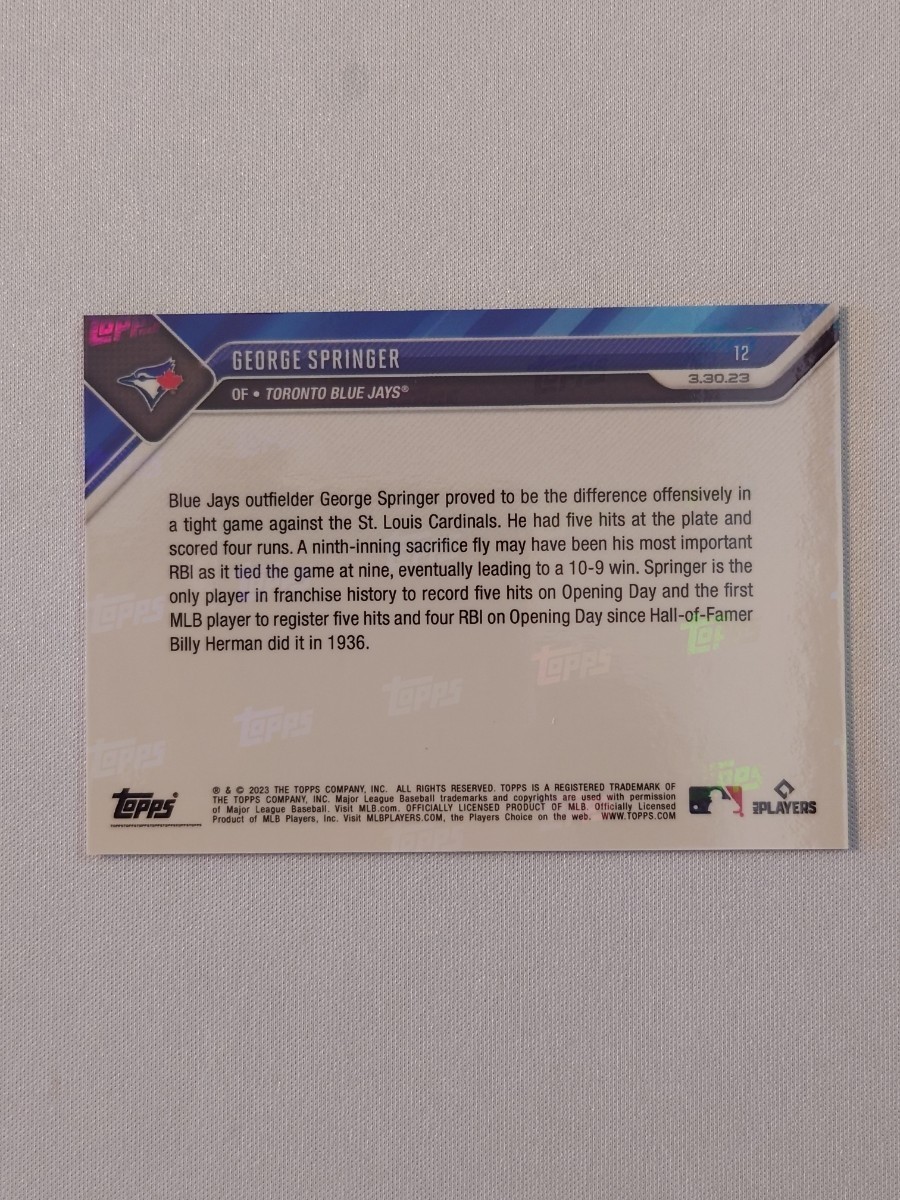 GEORGE SPRINGER
12
3.30.23
OF • TORONTO BLUE JAYS®
Blue Jays outfielder George Springer proved to be the difference offensively in
a tight game against the St. Louis Cardinals. He had five hits at the plate and
scored four runs. A ninth-inning sacrifice fly may have been his most important
RBI as it tied the game at nine, eventually leading to a 10-9 win. Springer is the
only player in franchise history to record five hits on Opening Day and the first
MLB player to register five hits and four RBI on Opening Day since Hall-of-Famer
Billy Herman did it in 1936.
Topps
Topps
Topps
Topps
Topps
Topps
® & © 2023 THE TOPPS COMPANY, INC. ALL RIGHTS RESERVED. TOPPS IS A REGISTERED TRADEMARK OF
THE TOPPS COMPANY, INC. Major League Baseball trademarks and copyrights are used with permission
of Major League Baseball. Visit MLB.com. OFFICIALLY LICENSED PRODUCT OF MLB. Officially Licensed
Product of MLB Players, Inc. Visit MLBPLAYERS.COM, the Players Choice on the web. WWW.TOPPS.COM
PLAYERS